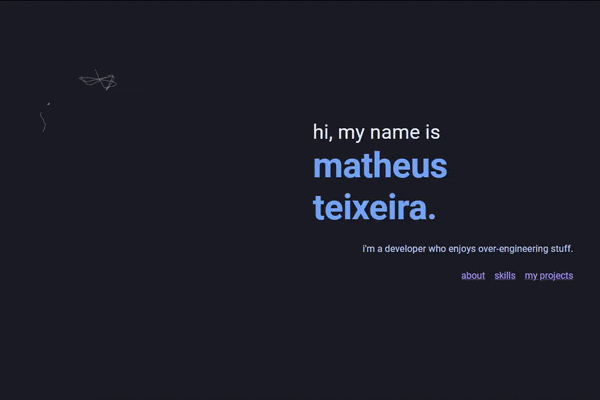 hi, my name is
matheus
teixeira.
i'm a developer who enjoys over-engineering stuff.
about skills my projects